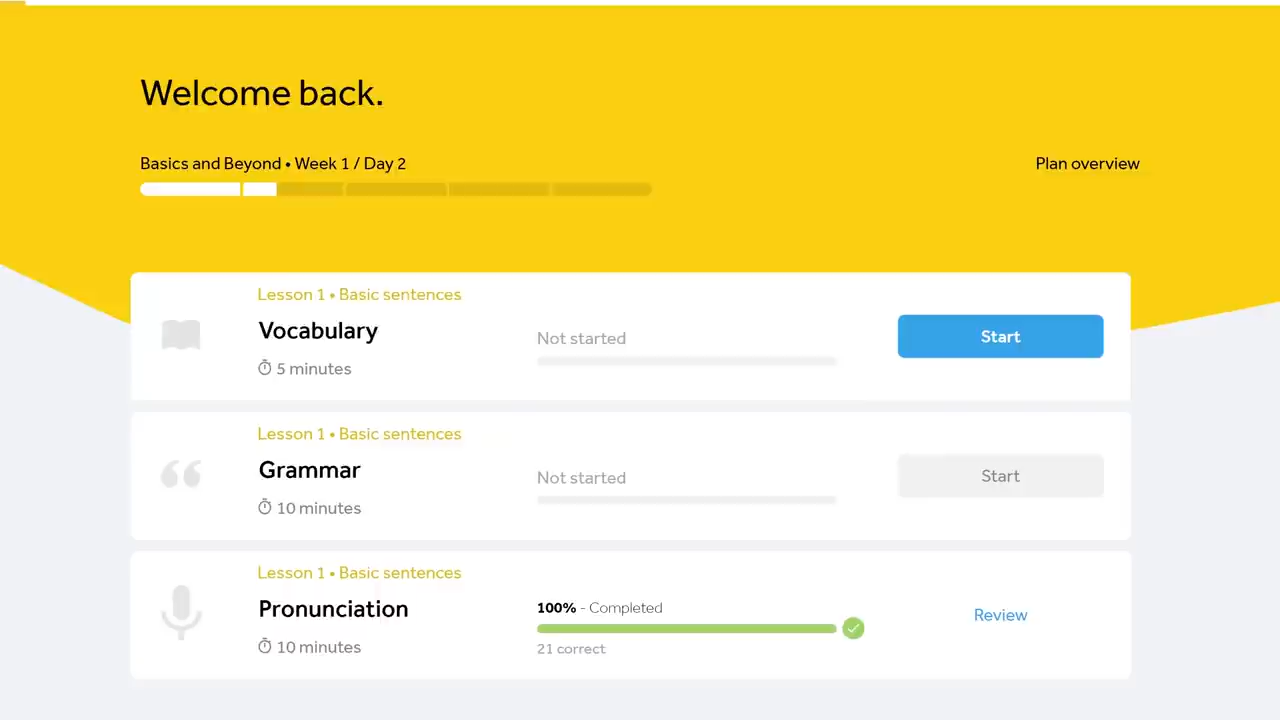 Welcome back.
Basics and Beyond • Week 1 / Day 2
Plan overview
Lesson 1 • Basic sentences
Vocabulary
5 minutes
Not started
Start
Lesson 1 • Basic sentences
Grammar
10 minutes
Not started
Start
Lesson 1 • Basic sentences
Pronunciation
10 minutes
100% - Completed
21 correct
Review